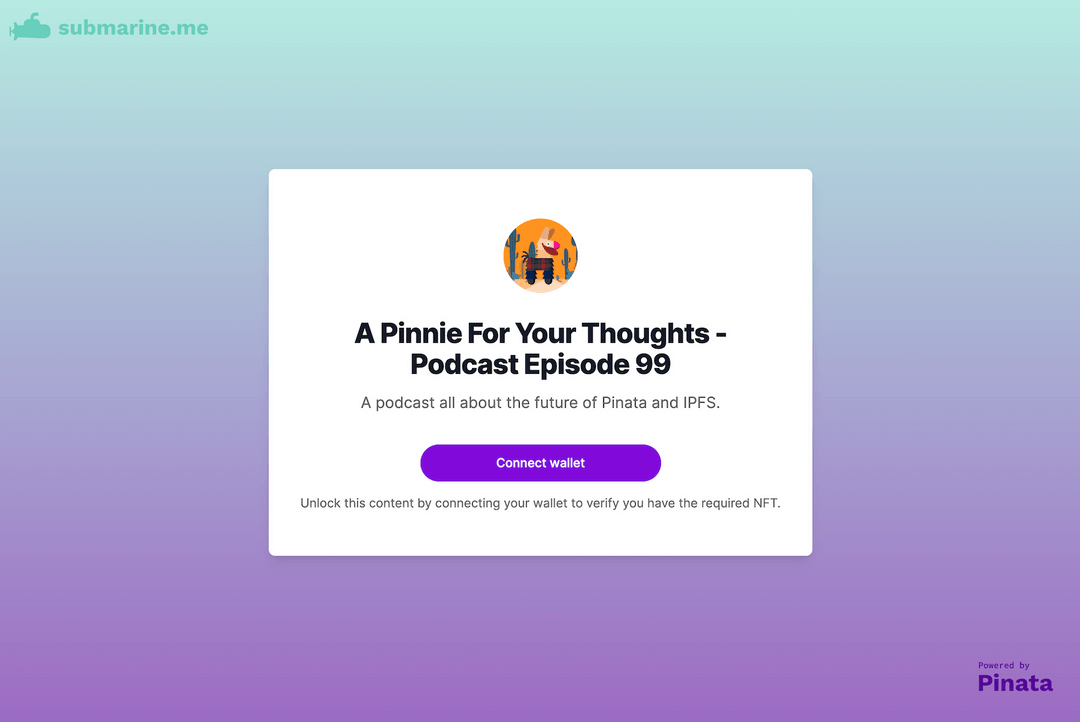 submarine.me
A Pinnie For Your Thoughts -
Podcast Episode 99
A podcast all about the future of Pinata and IPFS.
Connect wallet
Unlock this content by connecting your wallet to verify you have the required NFT.
Powered by
Pinata